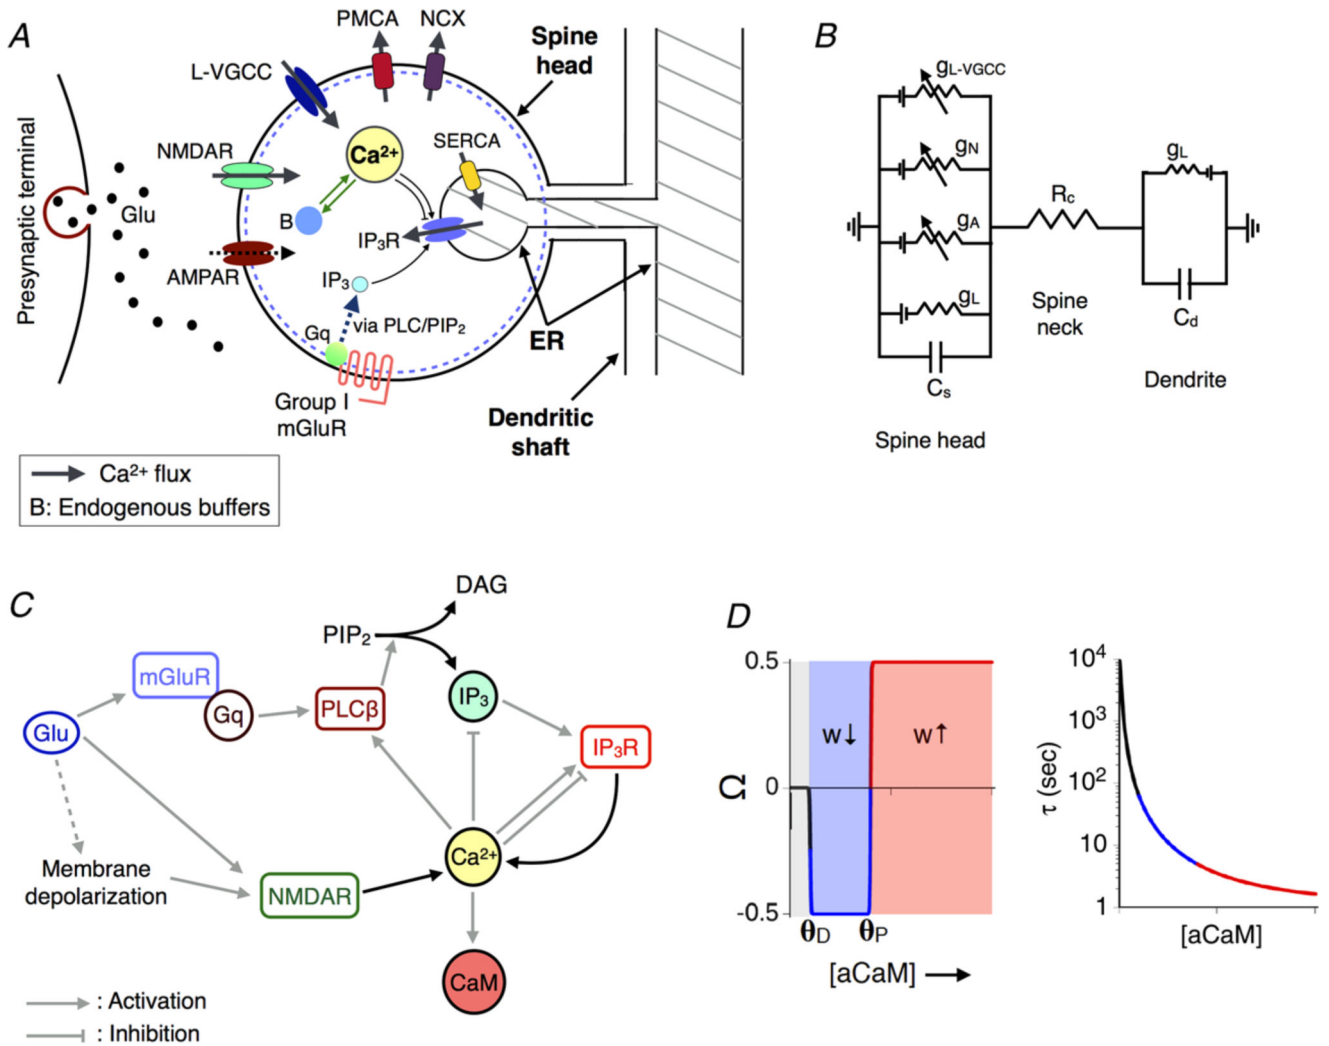 A
PMCA NCX
L-VGCC
Spine
head
Presynaptic terminal
NMDAR
Ca²⁺
SERCA
Glu
B
IP₃R
AMPAR
IP₃
via PLC/PIP₂
Gq
ER
Group I
mGluR
Dendritic
shaft
Ca²⁺ flux
B: Endogenous buffers
B
gL-VGCC
gN
gA
gL
Cs
Spine head
Rc
Spine
neck
gL
Cd
Dendrite
C
DAG
PIP₂
mGluR
Gq
PLCβ
IP₃
Glu
IP₃R
Ca²⁺
Membrane
depolarization
NMDAR
CaM
: Activation
: Inhibition
D
0.5
w↓ w↑
Ω
0
-0.5
θD θP
[aCaM]
10⁴
10³
10²
10
1
τ (sec)
[aCaM]